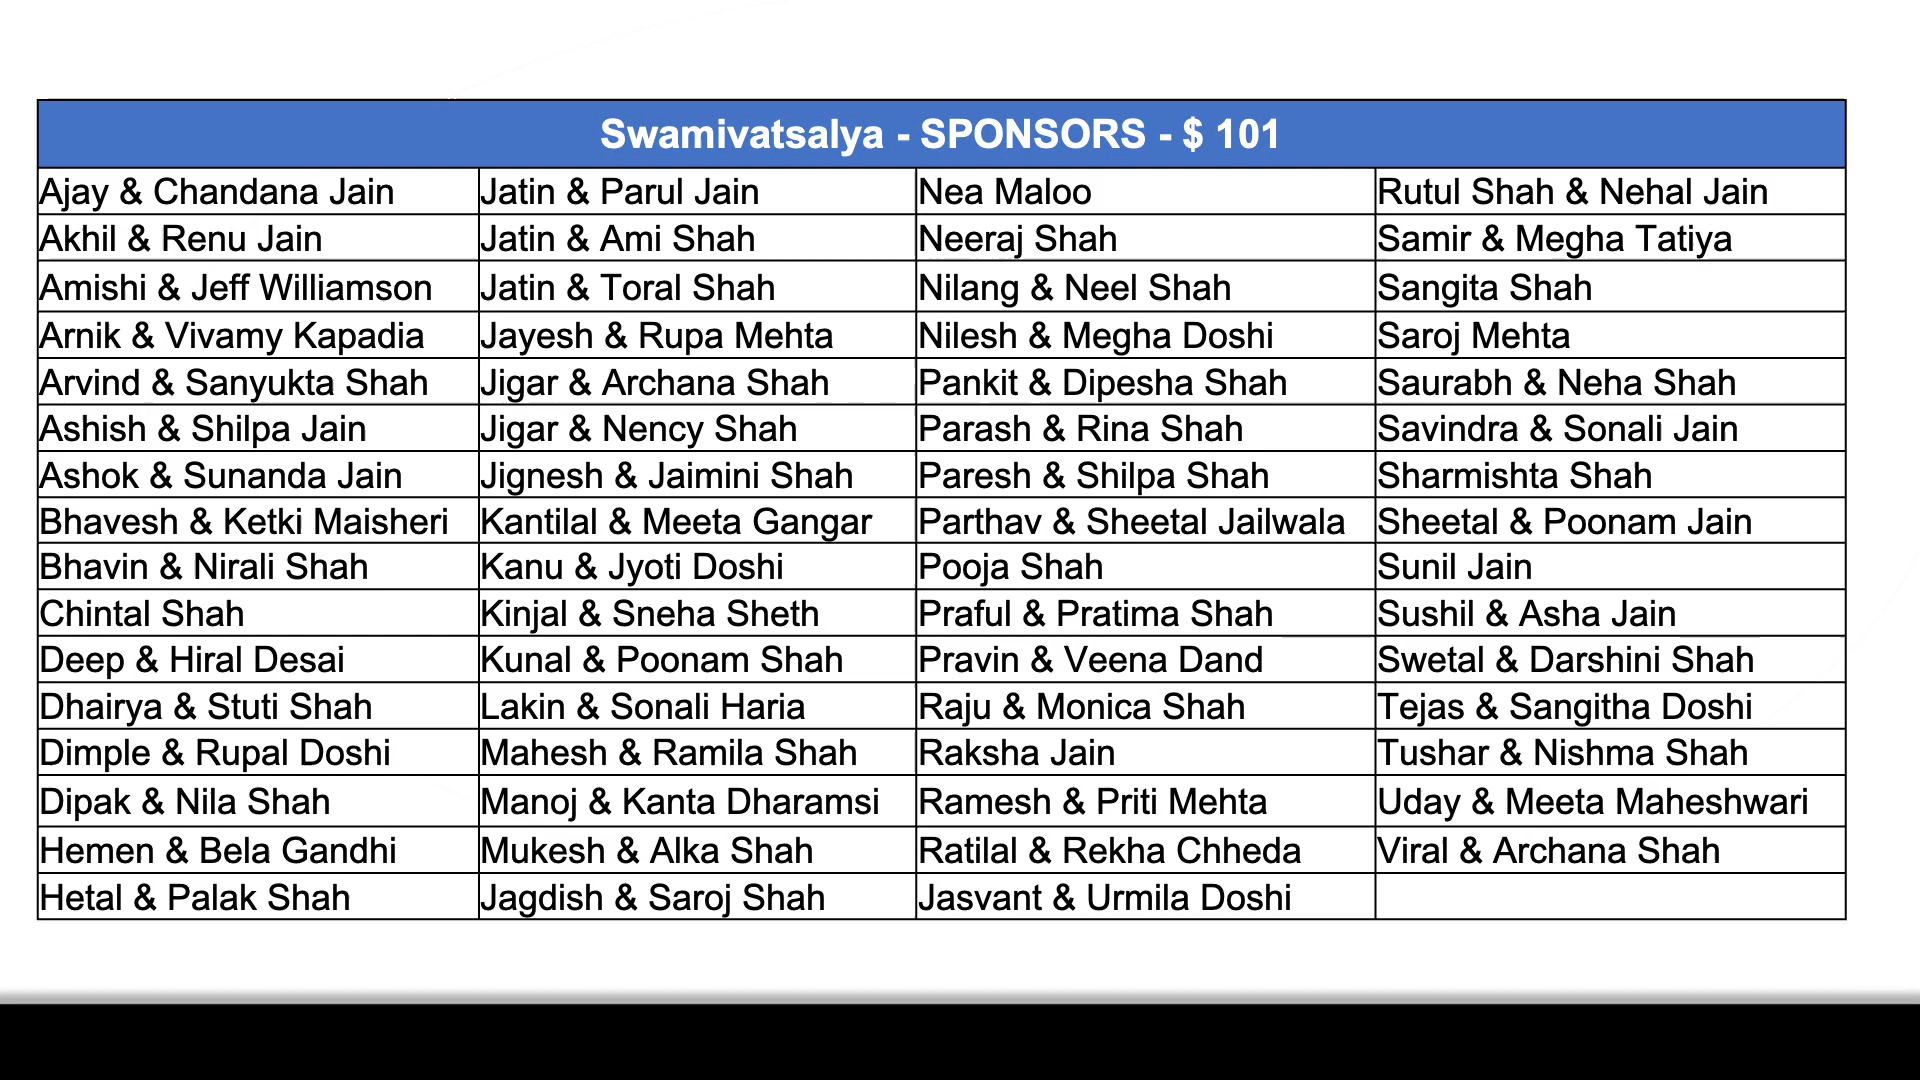 Swamivatsalya - SPONSORS - $ 101
Ajay & Chandana Jain Jatin & Parul Jain Nea Maloo Rutul Shah & Nehal Jain
Akhil & Renu Jain Jatin & Ami Shah Neeraj Shah Samir & Megha Tatiya
Amishi & Jeff Williamson Jatin & Toral Shah Nilang & Neel Shah Sangita Shah
Arnik & Vivamy Kapadia Jayesh & Rupa Mehta Nilesh & Megha Doshi Saroj Mehta
Arvind & Sanyukta Shah Jigar & Archana Shah Pankit & Dipesha Shah Saurabh & Neha Shah
Ashish & Shilpa Jain Jigar & Nency Shah Parash & Rina Shah Savindra & Sonali Jain
Ashok & Sunanda Jain Jignesh & Jaimini Shah Paresh & Shilpa Shah Sharmishta Shah
Bhavesh & Ketki Maisheri Kantilal & Meeta Gangar Parthav & Sheetal Jailwala Sheetal & Poonam Jain
Bhavin & Nirali Shah Kanu & Jyoti Doshi Pooja Shah Sunil Jain
Chintal Shah Kinjal & Sneha Sheth Praful & Pratima Shah Sushil & Asha Jain
Deep & Hiral Desai Kunal & Poonam Shah Pravin & Veena Dand Swetal & Darshini Shah
Dhairya & Stuti Shah Lakin & Sonali Haria Raju & Monica Shah Tejas & Sangitha Doshi
Dimple & Rupal Doshi Mahesh & Ramila Shah Raksha Jain Tushar & Nishma Shah
Dipak & Nila Shah Manoj & Kanta Dharamsi Ramesh & Priti Mehta Uday & Meeta Maheshwari
Hemen & Bela Gandhi Mukesh & Alka Shah Ratilal & Rekha Chheda Viral & Archana Shah
Hetal & Palak Shah Jagdish & Saroj Shah Jasvant & Urmila Doshi